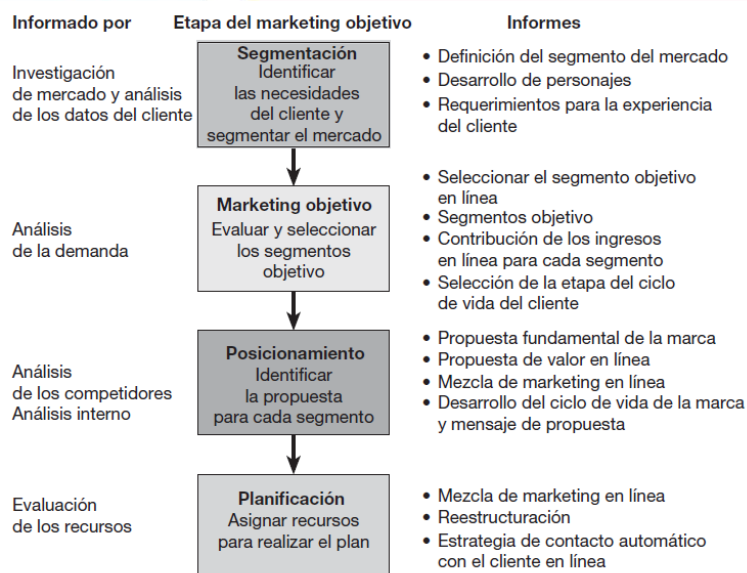 Informado por
Etapa del marketing objetivo
Informes
Investigación
de mercado y análisis
de los datos del cliente
Segmentación
Identificar
las necesidades
del cliente y
segmentar el mercado
• Definición del segmento del mercado
• Desarrollo de personajes
• Requerimientos para la experiencia
del cliente
Análisis
de la demanda
Marketing objetivo
Evaluar y seleccionar
los segmentos
objetivo
• Seleccionar el segmento objetivo
en línea
• Segmentos objetivo
• Contribución de los ingresos
en línea para cada segmento
• Selección de la etapa del ciclo
de vida del cliente
Análisis
de los competidores
Análisis interno
Posicionamiento
Identificar
la propuesta
para cada segmento
• Propuesta fundamental de la marca
• Propuesta de valor en línea
• Mezcla de marketing en línea
• Desarrollo del ciclo de vida de la marca
y mensaje de propuesta
Evaluación
de los recursos
Planificación
Asignar recursos
para realizar el plan
• Mezcla de marketing en línea
• Reestructuración
• Estrategia de contacto automático
con el cliente en línea